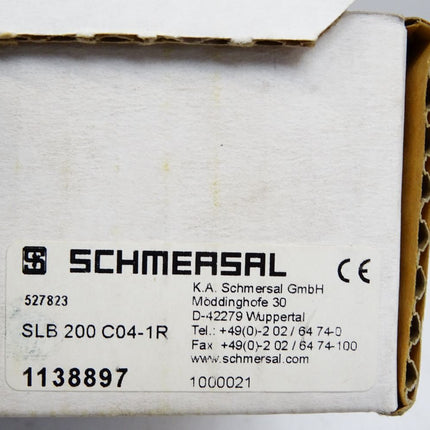 SCHMERSAL
CE
527823
SLB 200 C04-1R
1138897
K.A. Schmersal GmbH
Möddinghofe 30
D-42279 Wuppertal
Tel.: +49(0)-2 02 / 64 74-0
Fax +49(0)-2 02 / 64 74-100
www.schmersal.com
1000021